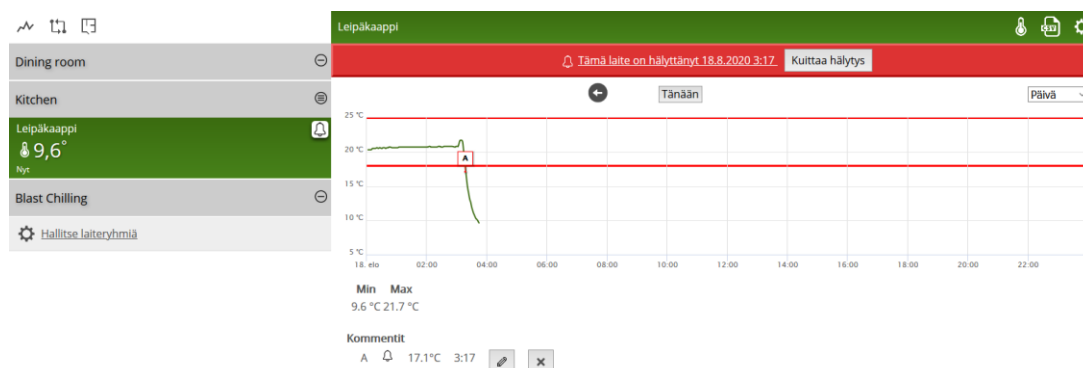 Leipäkaappi
CSV
Dining room
Tämä laite on hälyttänyt 18.8.2020 3:17 Kuittaa hälytys
Kitchen
Tänään
Päivä
Leipäkaappi
9,6°
Nyt
Blast Chilling
Hallitse laiteryhmiä
25 °C
20 °C
15 °C
10 °C
5 °C
A
18. elo 02:00 04:00 06:00 08:00 10:00 12:00 14:00 16:00 18:00 20:00 22:00
Min Max
9.6 °C 21.7 °C
Kommentit
A 17.1°C 3:17